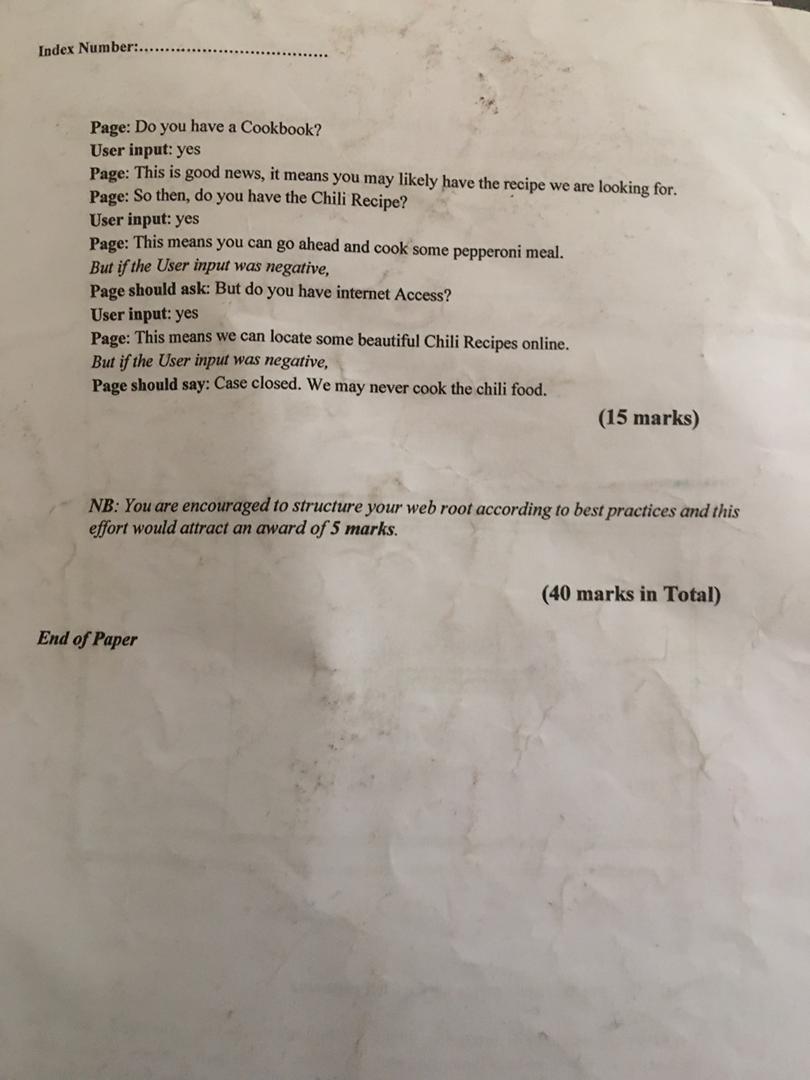 Index Number:....................................
Page: Do you have a Cookbook?
User input: yes
Page: This is good news, it means you may likely have the recipe we are looking for.
Page: So then, do you have the Chili Recipe?
User input: yes
Page: This means you can go ahead and cook some pepperoni meal.
But if the User input was negative,
Page should ask: But do you have internet Access?
User input: yes
Page: This means we can locate some beautiful Chili Recipes online.
But if the User input was negative,
Page should say: Case closed. We may never cook the chili food.
(15 marks)
NB: You are encouraged to structure your web root according to best practices and this
effort would attract an award of 5 marks.
(40 marks in Total)
End of Paper